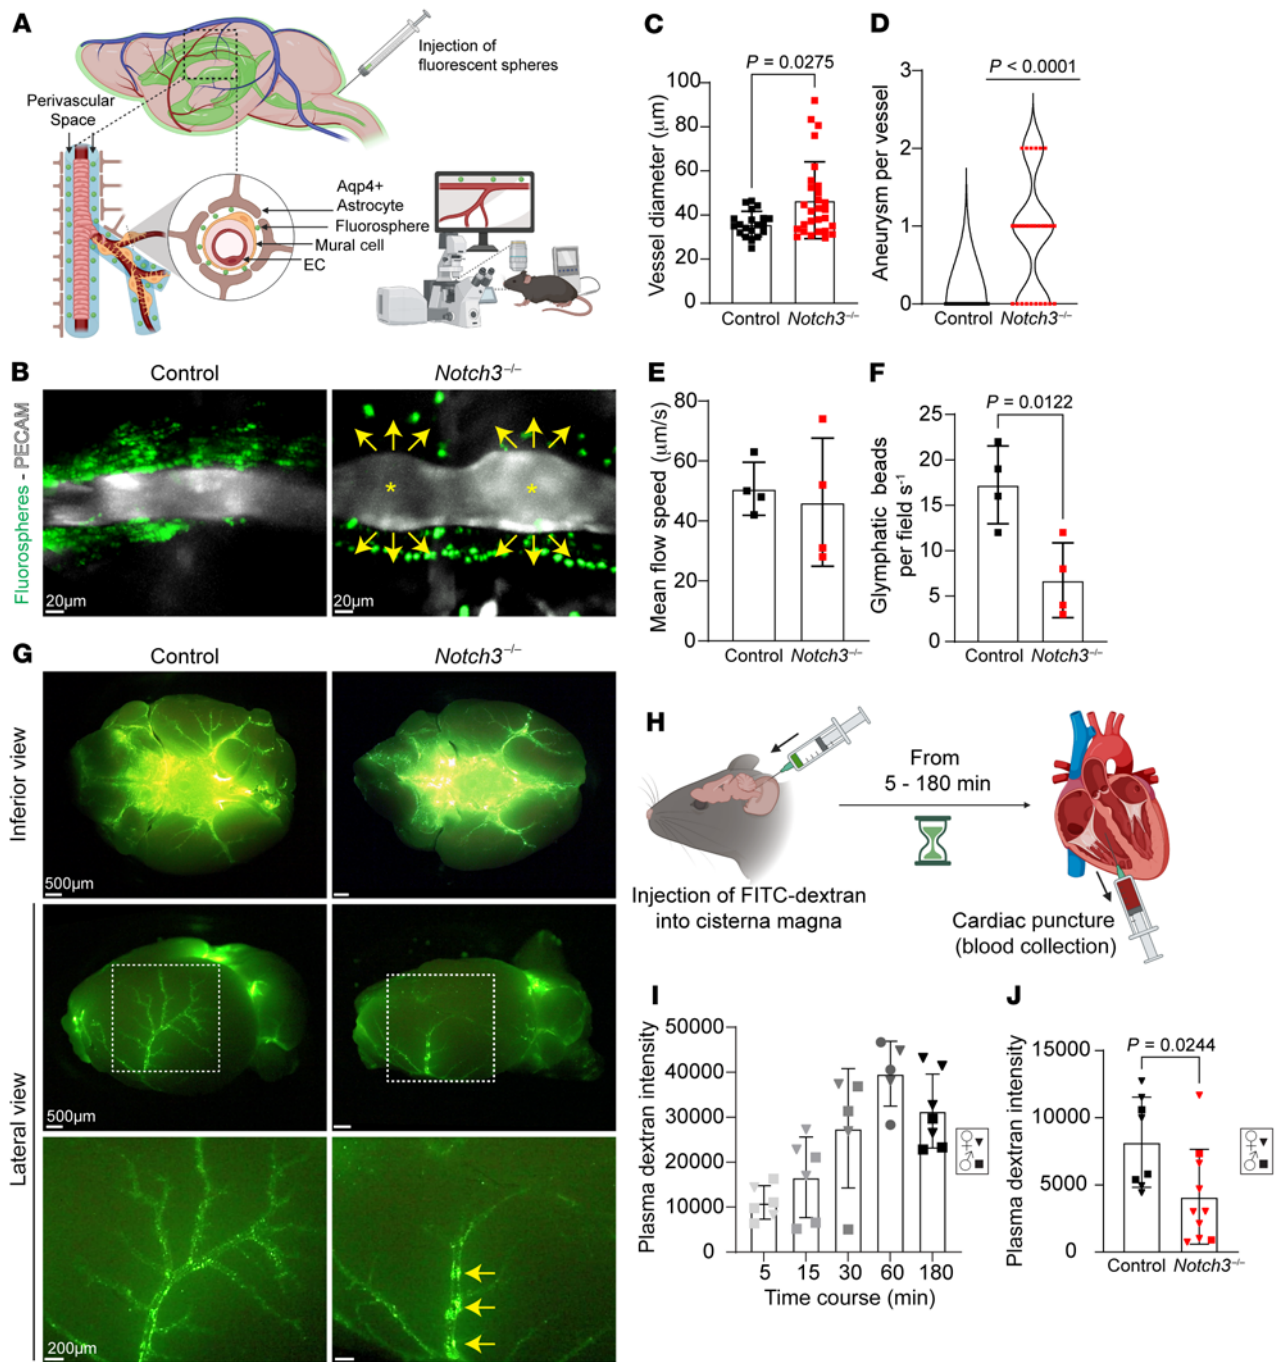 A
Injection of
fluorescent spheres
Perivascular
Space
Aqp4+
Astrocyte
Fluorosphere
Mural cell
EC
C
P = 0.0275
Vessel diameter (μm)
100
80
60
40
20
0
Control Notch3–/–
D
P < 0.0001
Aneurysm per vessel
3
2
1
0
Control Notch3–/–
B
Control
Notch3–/–
Fluorospheres - PECAM
*
*
20μm
20μm
E
Mean flow speed (μm/s)
80
60
40
20
0
Control Notch3–/–
F
P = 0.0122
Glymphatic beads
per field s-1
25
20
15
10
5
0
Control Notch3–/–
G
Control
Notch3–/–
Inferior view
500μm
Lateral view
500μm
200μm
H
From
5 - 180 min
Injection of FITC-dextran
into cisterna magna
Cardiac puncture
(blood collection)
I
Plasma dextran intensity
50000
40000
30000
20000
10000
0
5 15 30 60 180
Time course (min)
♀
♂
J
P = 0.0244
Plasma dextran intensity
15000
10000
5000
0
Control Notch3–/–
♀
♂